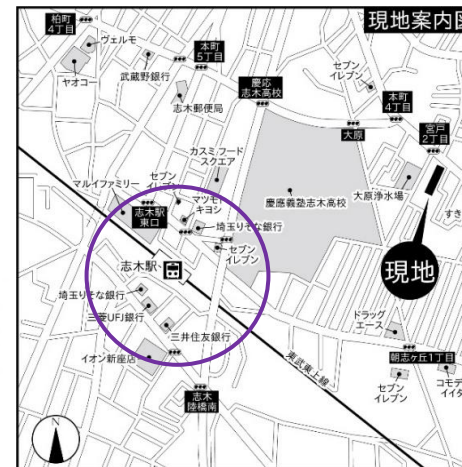 現地案内図
柏町
4丁目
ヴェルモ
ヤオコー
武蔵野銀行
本町
5丁目
志木郵便局
慶応
志木高校
セブン
イレブン
本町
4丁目
宮戸
2丁目
大原
カスミ.フード
スクエア
セブン
イレブン
マルイファミリー
志木駅
東口
マツモト
キヨシ
埼玉りそな銀行
セブン
イレブン
慶應義塾志木高校
大原浄水場
すぎ
現地
志木駅
埼玉りそな銀行
三菱UFJ銀行
三井住友銀行
イオン新座店
志木
陸橋南
東武東上線
ドラッグ
エース
朝志ヶ丘1丁目
セブン
イレブン
コモデ
イイダ
N